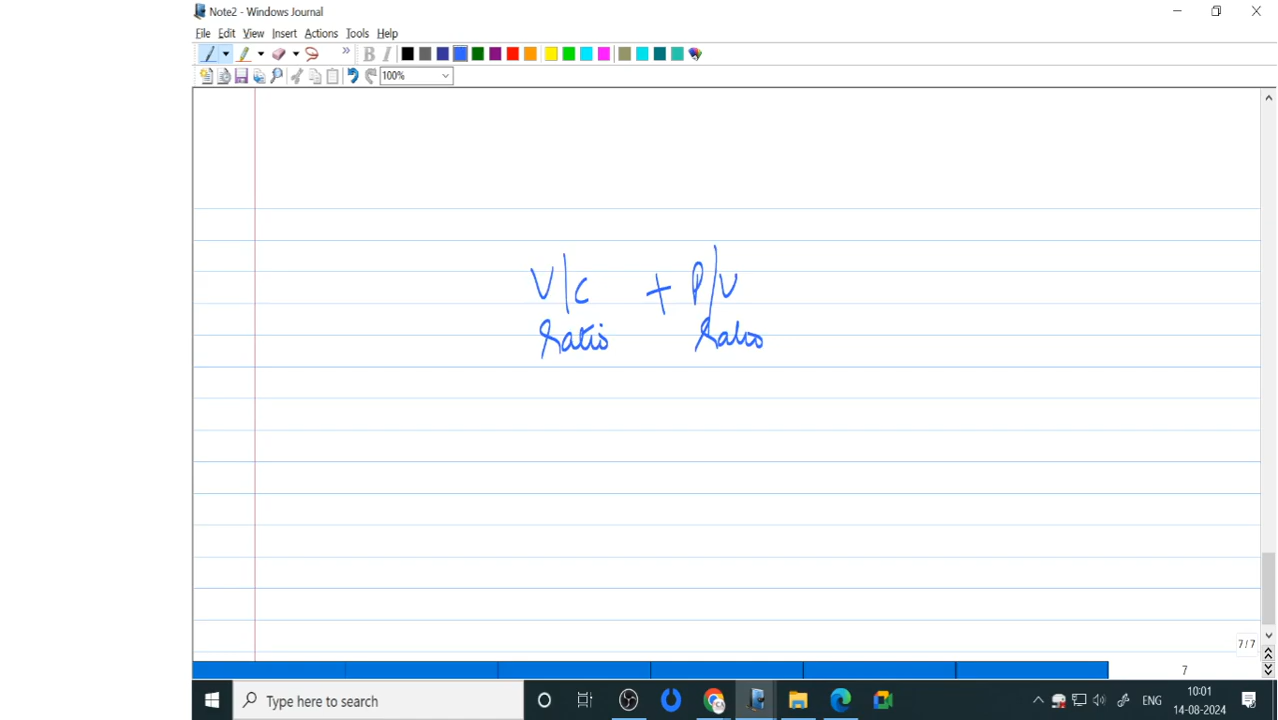 Note2 - Windows Journal
File Edit View Insert Actions Tools Help
» B I
100%
V/c + P/V
Ratio Ratio
7/7
7
Type here to search
ENG
10:01
14-08-2024